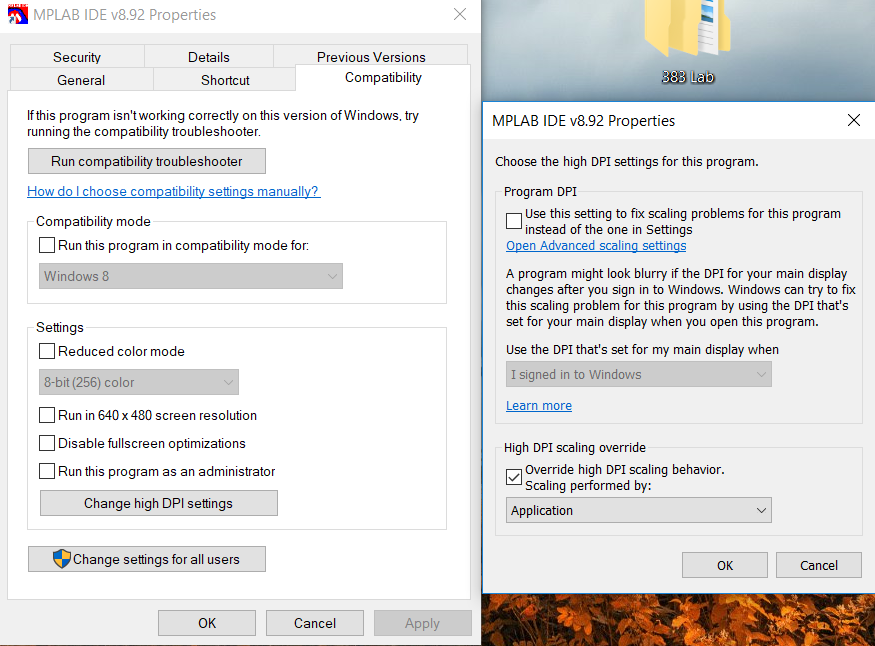 MPLAB IDE v8.92 Properties
Security
Details
Previous Versions
General
Shortcut
Compatibility
If this program isn't working correctly on this version of Windows, try
running the compatibility troubleshooter.
Run compatibility troubleshooter
How do I choose compatibility settings manually?
Compatibility mode
Run this program in compatibility mode for:
Windows 8
Settings
Reduced color mode
8-bit (256) color
Run in 640 x 480 screen resolution
Disable fullscreen optimizations
Run this program as an administrator
Change high DPI settings
Change settings for all users
OK
Cancel
Apply
383 Lab
MPLAB IDE v8.92 Properties
Choose the high DPI settings for this program.
Program DPI
Use this setting to fix scaling problems for this program
instead of the one in Settings
Open Advanced scaling settings
A program might look blurry if the DPI for your main display
changes after you sign in to Windows. Windows can try to fix
this scaling problem for this program by using the DPI that's
set for your main display when you open this program.
Use the DPI that's set for my main display when
I signed in to Windows
Learn more
High DPI scaling override
Override high DPI scaling behavior.
Scaling performed by:
Application
OK
Cancel